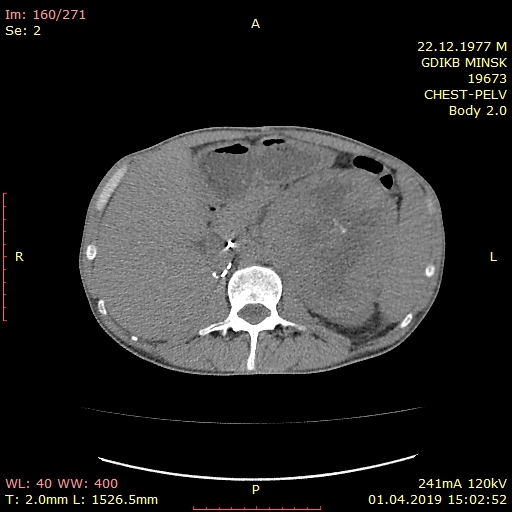 Im: 160/271
Se: 2
A
22.12.1977 M
GDIKB MINSK
19673
CHEST-PELV
Body 2.0
R
L
WL: 40 WW: 400
T: 2.0mm L: 1526.5mm
P
241mA 120kV
01.04.2019 15:02:52